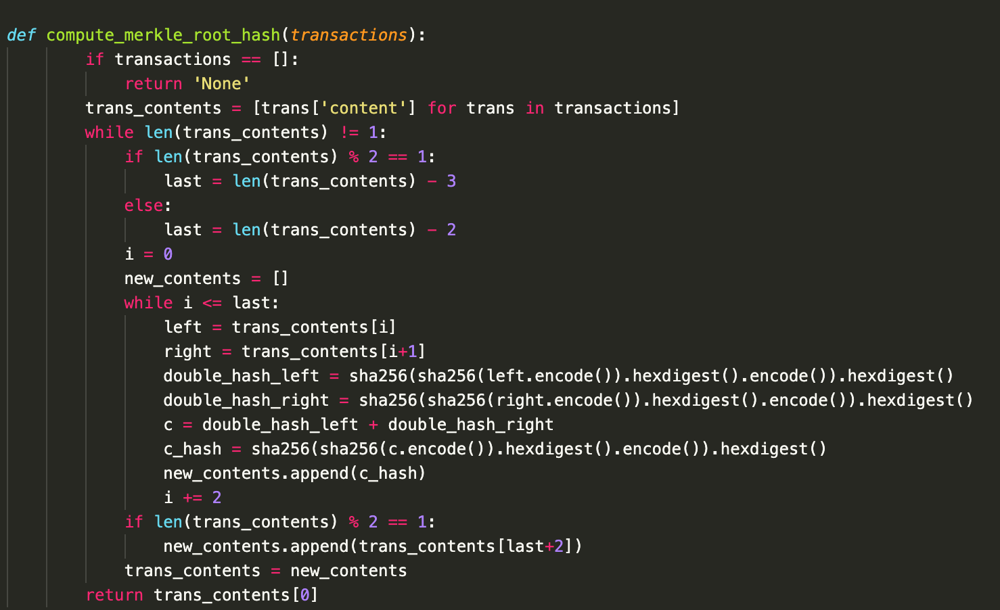 def compute_merkle_root_hash(transactions):
        if transactions == []:
            return 'None'
        trans_contents = [trans['content'] for trans in transactions]
        while len(trans_contents) != 1:
            if len(trans_contents) % 2 == 1:
                last = len(trans_contents) - 3
            else:
                last = len(trans_contents) - 2
            i = 0
            new_contents = []
            while i <= last:
                left = trans_contents[i]
                right = trans_contents[i+1]
                double_hash_left = sha256(sha256(left.encode()).hexdigest().encode()).hexdigest()
                double_hash_right = sha256(sha256(right.encode()).hexdigest().encode()).hexdigest()
                c = double_hash_left + double_hash_right
                c_hash = sha256(sha256(c.encode()).hexdigest().encode()).hexdigest()
                new_contents.append(c_hash)
                i += 2
            if len(trans_contents) % 2 == 1:
                new_contents.append(trans_contents[last+2])
            trans_contents = new_contents
        return trans_contents[0]